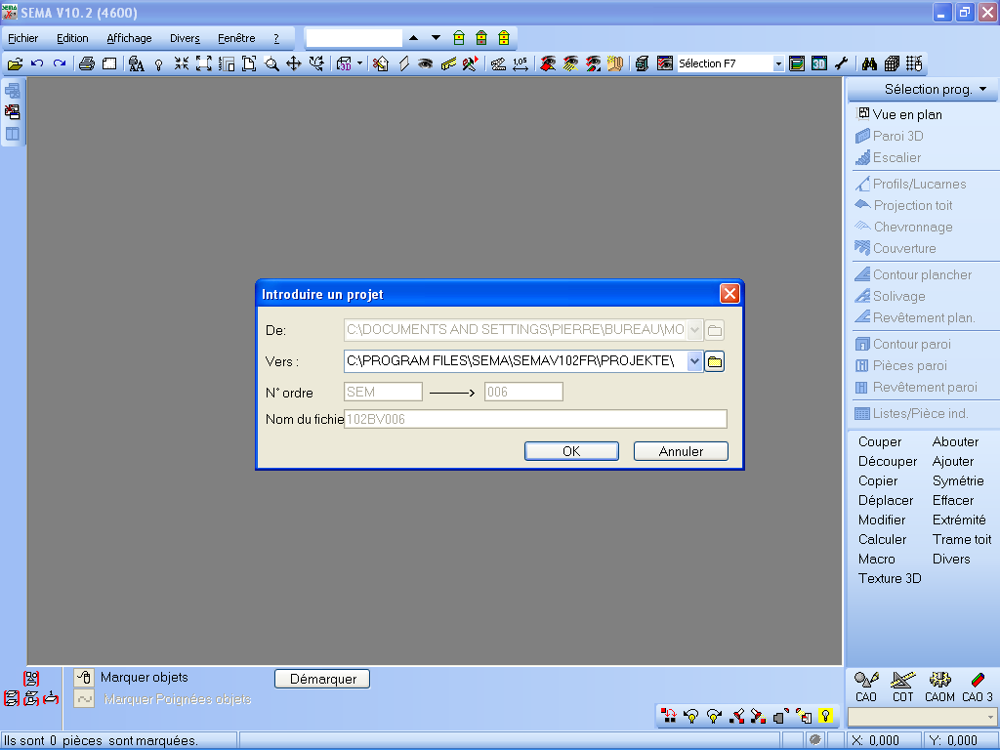 SEMA V10.2 (4600)
Fichier Edition Affichage Divers Fenêtre ?
3D 1,05 Sélection F7 3D
Sélection prog.
Vue en plan
Paroi 3D
Escalier
Profils/Lucarnes
Projection toit
Chevronnage
Couverture
Contour plancher
Solivage
Revêtement plan.
Contour paroi
Pièces paroi
Revêtement paroi
Listes/Pièce ind.
Introduire un projet
De: C:\DOCUMENTS AND SETTINGS\PIERRE\BUREAU\MO
Vers : C:\PROGRAM FILES\SEMA\SEMAV102FR\PROJEKTE\
N° ordre SEM 006
Nom du fichie 102BV006
OK Annuler
Couper Abouter
Découper Ajouter
Copier Symétrie
Déplacer Effacer
Modifier Extrémité
Calculer Trame toit
Macro Divers
Texture 3D
Marquer objets Démarquer
Marquer Poignées objets
CAO COT CAOM CAO 3
Ils sont 0 pièces sont marquées. X: 0,000 Y: 0,000